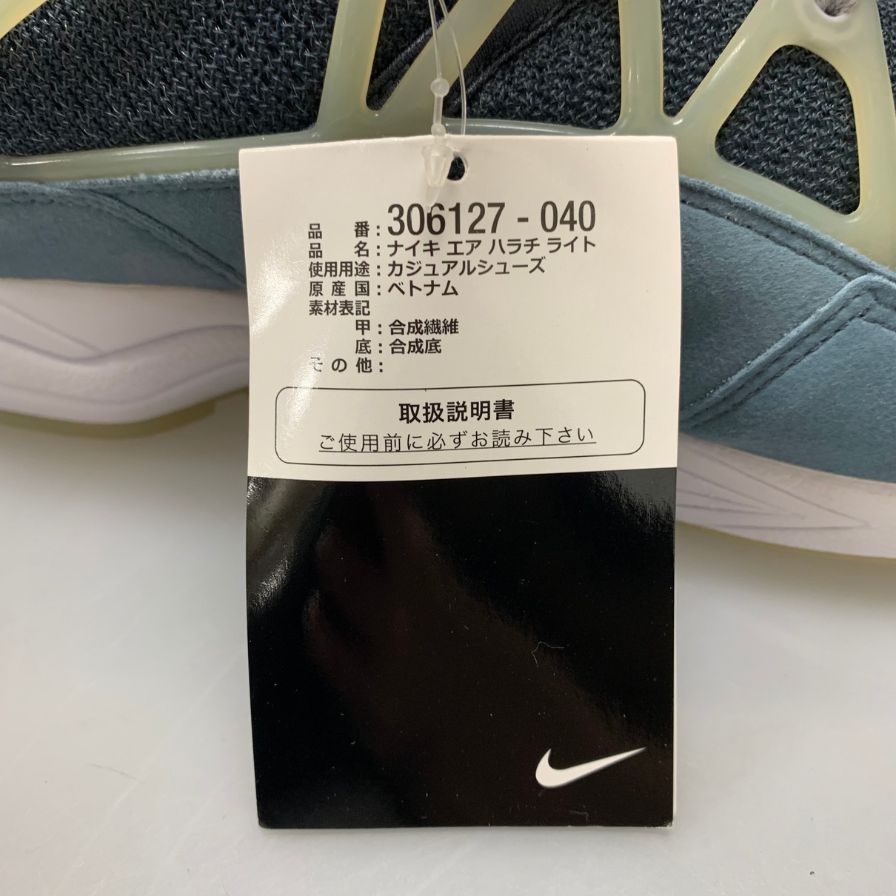 品番：306127 - 040
品名：ナイキ エア ハラチ ライト
使用用途：カジュアルシューズ
原産国：ベトナム
素材表記
甲：合成繊維
底：合成底
その他：
取扱説明書
ご使用前に必ずお読み下さい